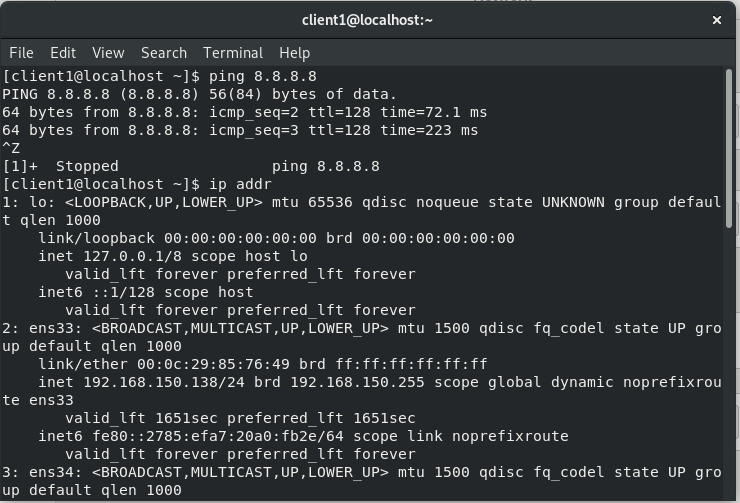 client1@localhost:~
×
File Edit View Search Terminal Help
[client1@localhost ~]$ ping 8.8.8.8
PING 8.8.8.8 (8.8.8.8) 56(84) bytes of data.
64 bytes from 8.8.8.8: icmp_seq=2 ttl=128 time=72.1 ms
64 bytes from 8.8.8.8: icmp_seq=3 ttl=128 time=223 ms
^Z
[1]+  Stopped                 ping 8.8.8.8
[client1@localhost ~]$ ip addr
1: lo: <LOOPBACK,UP,LOWER_UP> mtu 65536 qdisc noqueue state UNKNOWN group defaul
t qlen 1000
    link/loopback 00:00:00:00:00:00 brd 00:00:00:00:00:00
    inet 127.0.0.1/8 scope host lo
       valid_lft forever preferred_lft forever
    inet6 ::1/128 scope host
       valid_lft forever preferred_lft forever
2: ens33: <BROADCAST,MULTICAST,UP,LOWER_UP> mtu 1500 qdisc fq_codel state UP gro
up default qlen 1000
    link/ether 00:0c:29:85:76:49 brd ff:ff:ff:ff:ff:ff
    inet 192.168.150.138/24 brd 192.168.150.255 scope global dynamic noprefixrou
te ens33
       valid_lft 1651sec preferred_lft 1651sec
    inet6 fe80::2785:efa7:20a0:fb2e/64 scope link noprefixroute
       valid_lft forever preferred_lft forever
3: ens34: <BROADCAST,MULTICAST,UP,LOWER_UP> mtu 1500 qdisc fq_codel state UP gro
up default qlen 1000